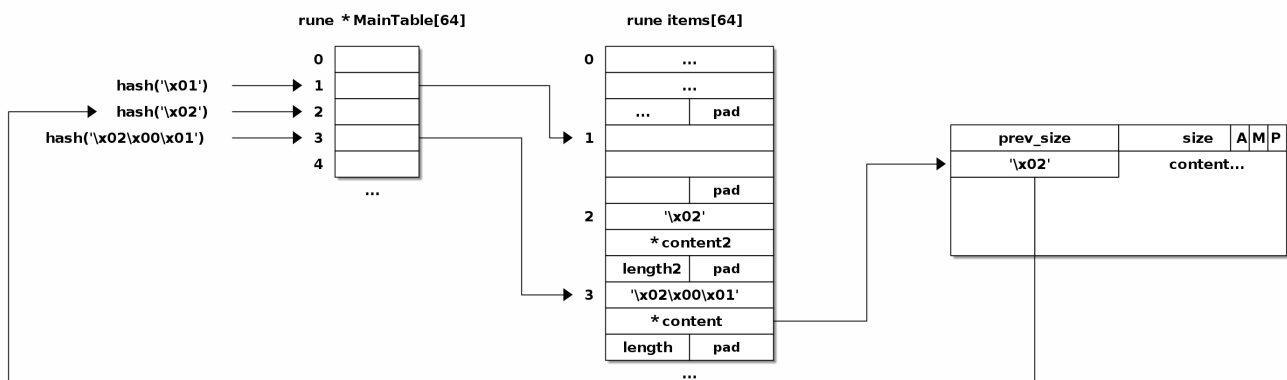 rune *MainTable[64]
rune items[64]
0
...
hash('\x01')
1
...
hash('\x02')
2
... pad
hash('\x02\x00\x01')
3
1
prev_size size A M P
4
'\x02' content...
...
pad
2
'\x02'
*content2
length2 pad
3
'\x02\x00\x01'
*content
length pad
...